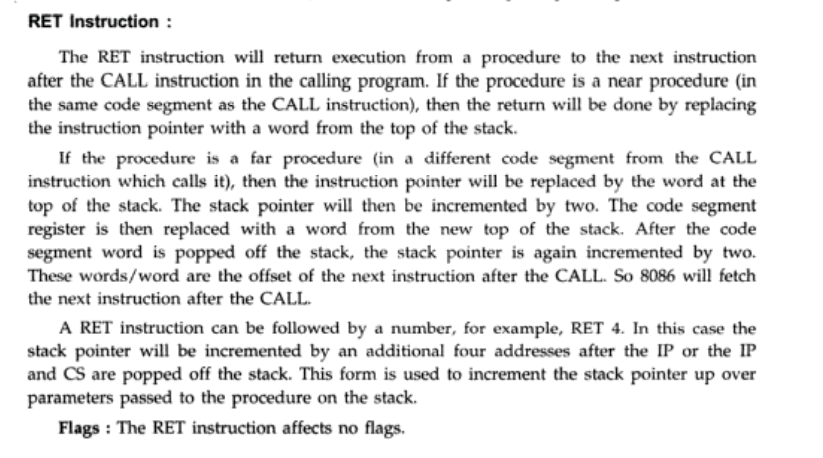 RET Instruction :
The RET instruction will return execution from a procedure to the next instruction
after the CALL instruction in the calling program. If the procedure is a near procedure (in
the same code segment as the CALL instruction), then the return will be done by replacing
the instruction pointer with a word from the top of the stack.
If the procedure is a far procedure (in a different code segment from the CALL
instruction which calls it), then the instruction pointer will be replaced by the word at the
top of the stack. The stack pointer will then be incremented by two. The code segment
register is then replaced with a word from the new top of the stack. After the code
segment word is popped off the stack, the stack pointer is again incremented by two.
These words/word are the offset of the next instruction after the CALL. So 8086 will fetch
the next instruction after the CALL.
A RET instruction can be followed by a number, for example, RET 4. In this case the
stack pointer will be incremented by an additional four addresses after the IP or the IP
and CS are popped off the stack. This form is used to increment the stack pointer up over
parameters passed to the procedure on the stack.
Flags : The RET instruction affects no flags.